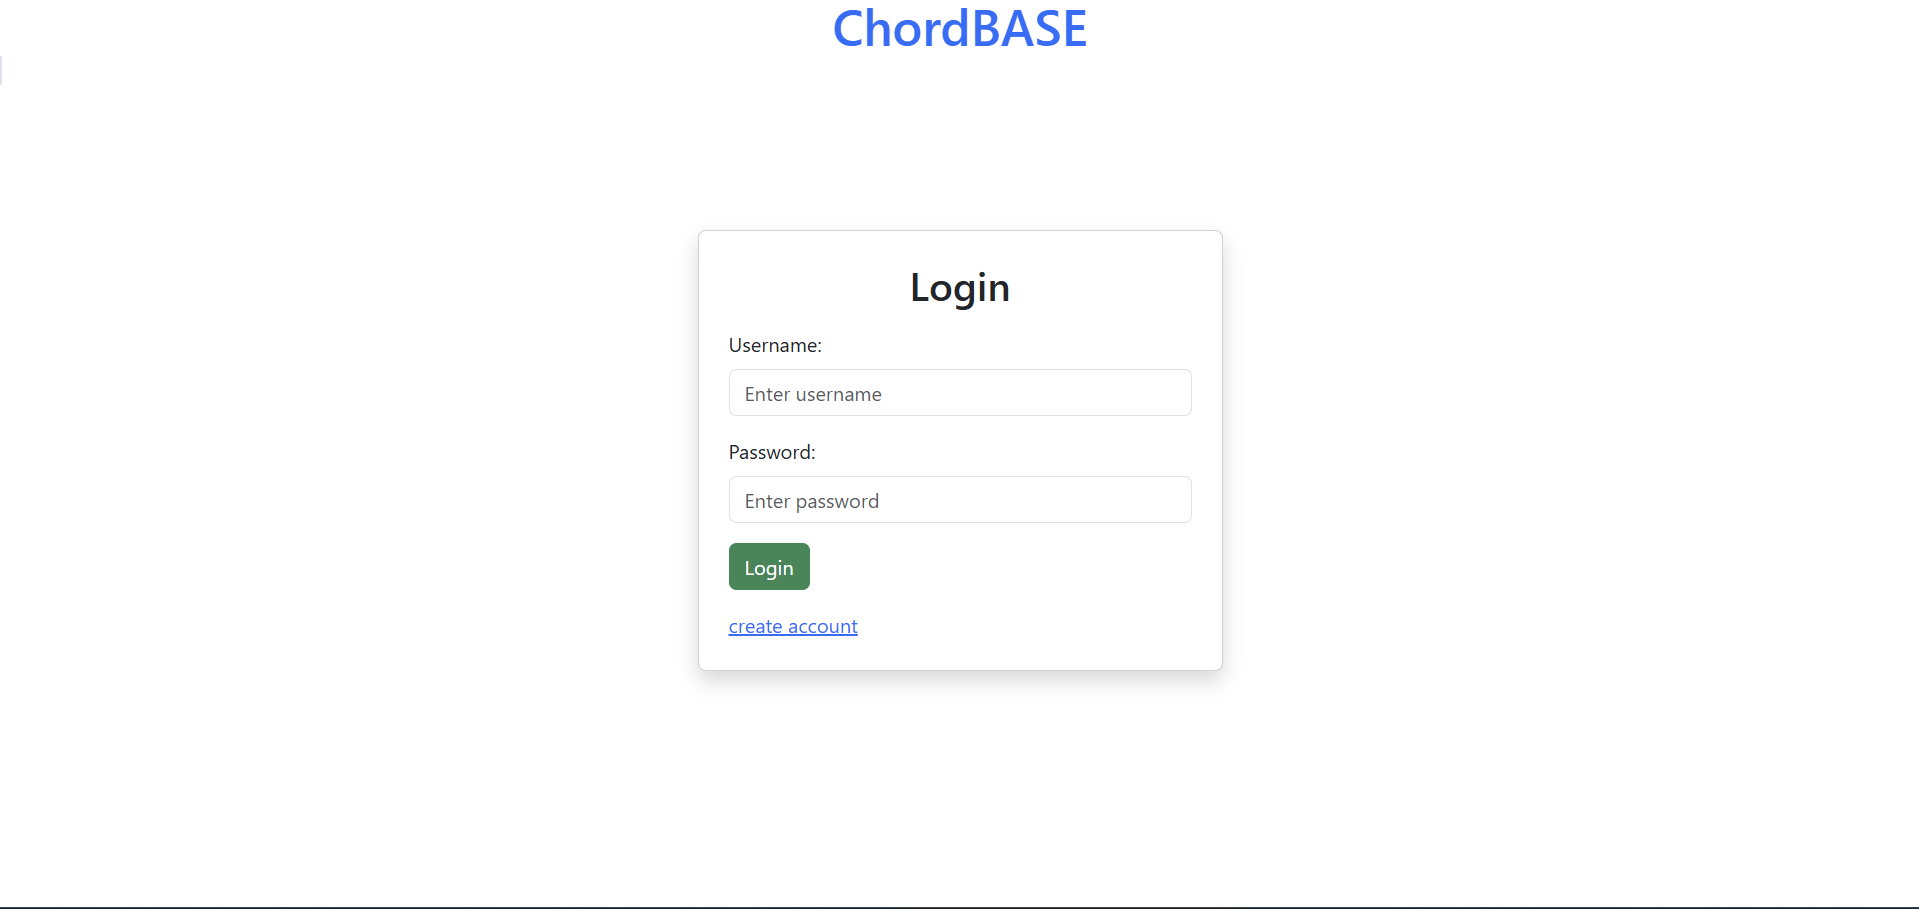 ChordBASE
Login
Username:
Enter username
Password:
Enter password
Login
create account